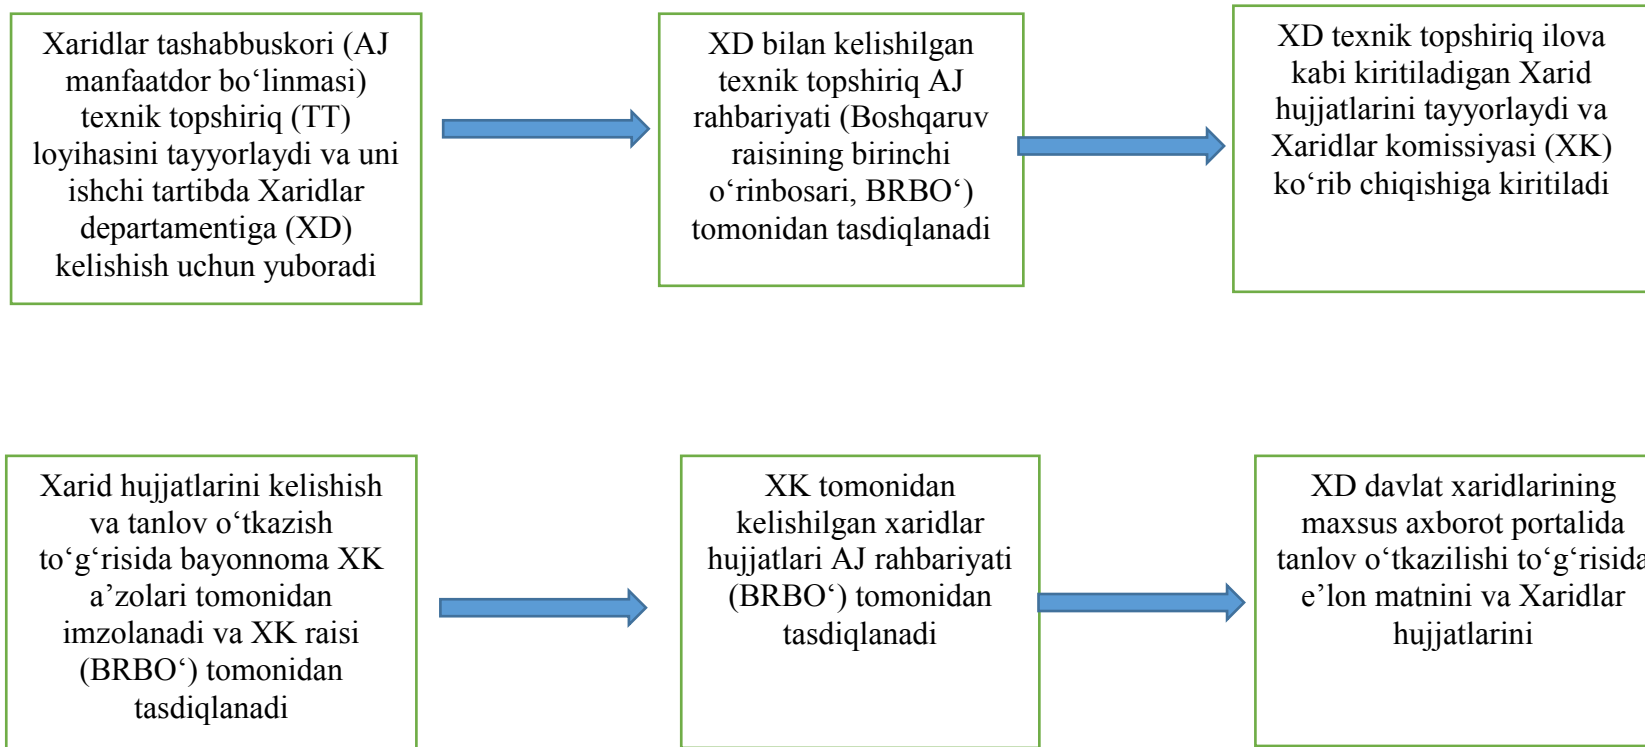 Xaridlar tashabbuskori (AJ
manfaatdor bo‘linmasi)
texnik topshiriq (TT)
loyihasini tayyorlaydi va uni
ishchi tartibda Xaridlar
departamentiga (XD)
kelishish uchun yuboradi
XD bilan kelishilgan
texnik topshiriq AJ
rahbariyati (Boshqaruv
raisining birinchi
o‘rinbosari, BRBO‘)
tomonidan tasdiqlanadi
XD texnik topshiriq ilova
kabi kiritiladigan Xarid
hujjatlarini tayyorlaydi va
Xaridlar komissiyasi (XK)
ko‘rib chiqishiga kiritiladi
Xarid hujjatlarini kelishish
va tanlov o‘tkazish
to‘g‘risida bayonnoma XK
a’zolari tomonidan
imzolanadi va XK raisi
(BRBO‘) tomonidan
tasdiqlanadi
XK tomonidan
kelishilgan xaridlar
hujjatlari AJ rahbariyati
(BRBO‘) tomonidan
tasdiqlanadi
XD davlat xaridlarining
maxsus axborot portalida
tanlov o‘tkazilishi to‘g‘risida
e’lon matnini va Xaridlar
hujjatlarini